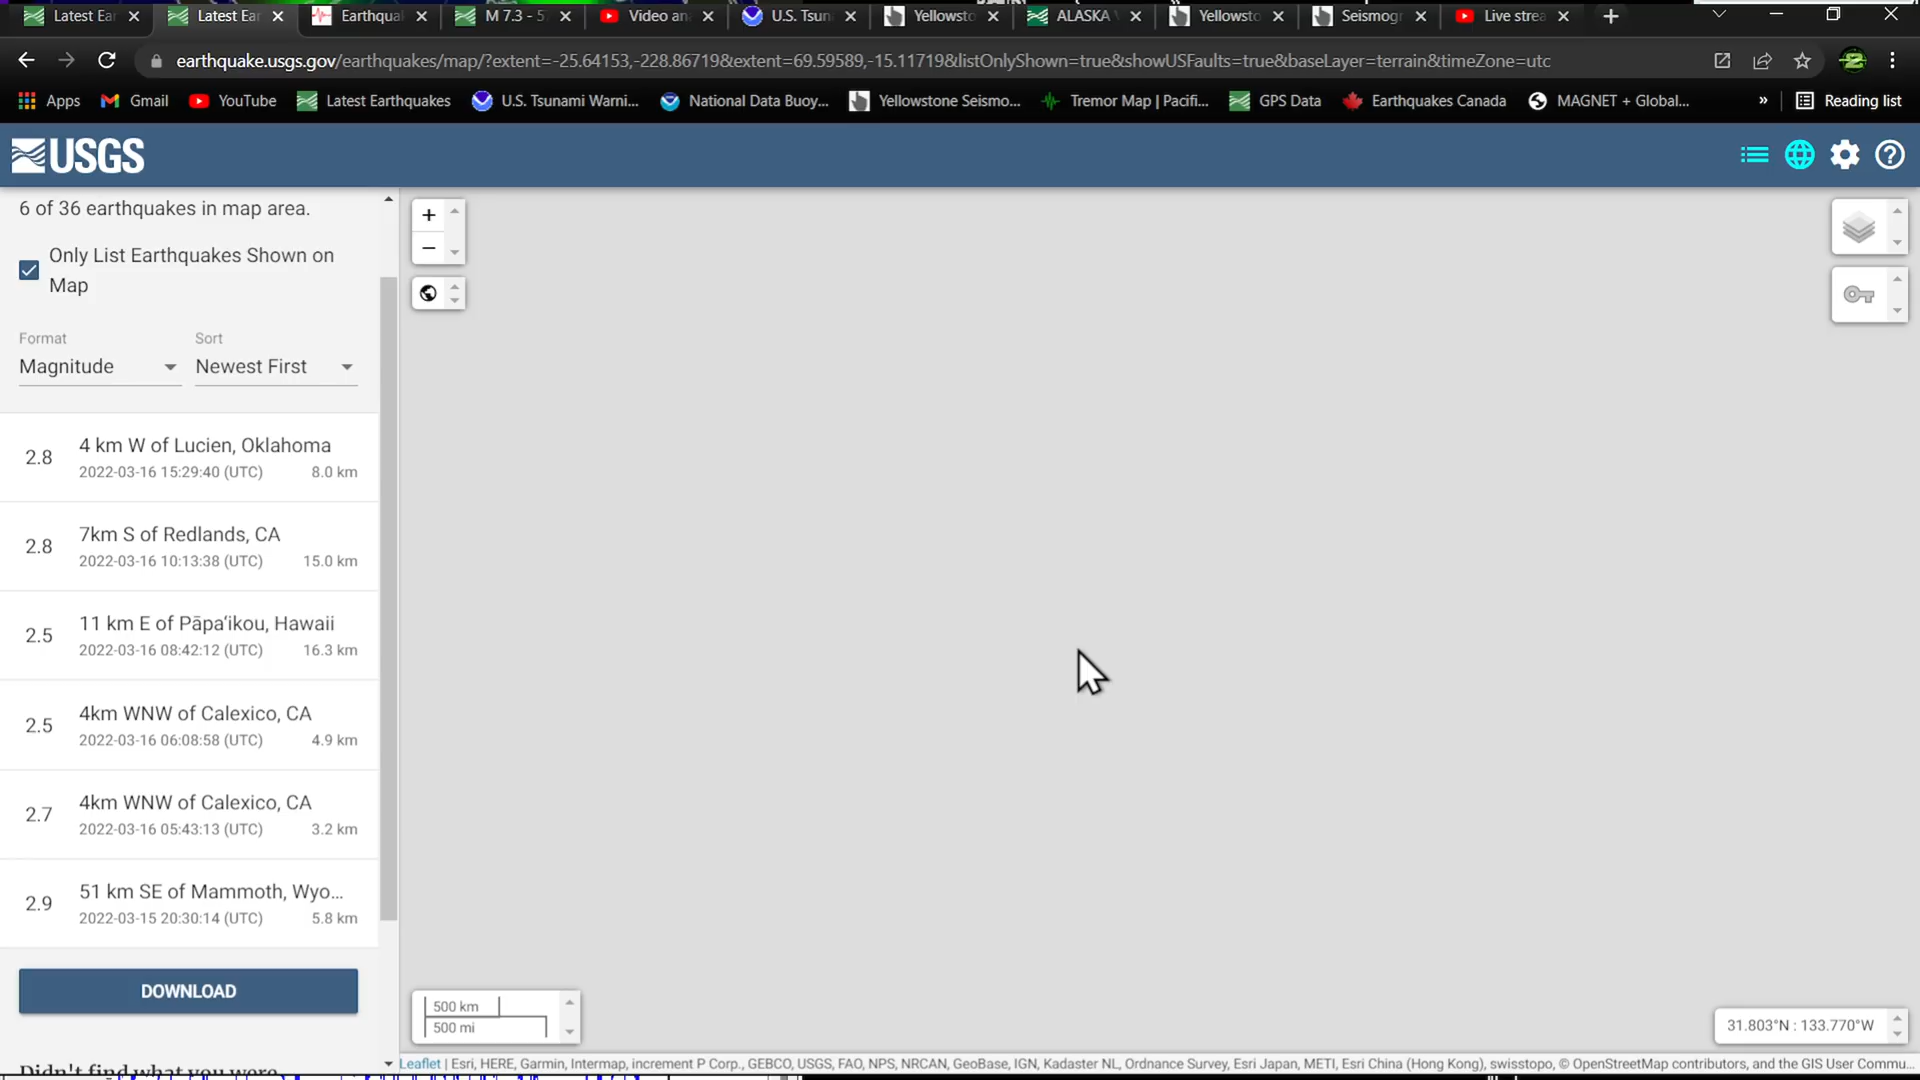 Latest Ear
Latest Ear
Earthqua
M 7.3 - 5
Video an
U.S. Tsun
Yellowsto
ALASKA
Yellowsto
Seismogr
Live strea
earthquake.usgs.gov/earthquakes/map/?extent=-25.64153,-228.86719&extent=69.59589,-15.11719&listOnlyShown=true&showUSFaults=true&baseLayer=terrain&timeZone=utc
Apps
Gmail
YouTube
Latest Earthquakes
U.S. Tsunami Warni...
National Data Buoy...
Yellowstone Seismo...
Tremor Map | Pacifi...
GPS Data
Earthquakes Canada
MAGNET + Global...
»
Reading list
USGS
6 of 36 earthquakes in map area.
Only List Earthquakes Shown on
Map
Format
Sort
Magnitude
Newest First
2.8
4 km W of Lucien, Oklahoma
2022-03-16 15:29:40 (UTC)
8.0 km
2.8
7km S of Redlands, CA
2022-03-16 10:13:38 (UTC)
15.0 km
2.5
11 km E of Pāpa‘ikou, Hawaii
2022-03-16 08:42:12 (UTC)
16.3 km
2.5
4km WNW of Calexico, CA
2022-03-16 06:08:58 (UTC)
4.9 km
2.7
4km WNW of Calexico, CA
2022-03-16 05:43:13 (UTC)
3.2 km
2.9
51 km SE of Mammoth, Wyo...
2022-03-15 20:30:14 (UTC)
5.8 km
DOWNLOAD
Didn't find what you were
+
−
500 km
500 mi
31.803°N : 133.770°W
Leaflet | Esri, HERE, Garmin, Intermap, increment P Corp., GEBCO, USGS, FAO, NPS, NRCAN, GeoBase, IGN, Kadaster NL, Ordnance Survey, Esri Japan, METI, Esri China (Hong Kong), swisstopo, © OpenStreetMap contributors, and the GIS User Commu...